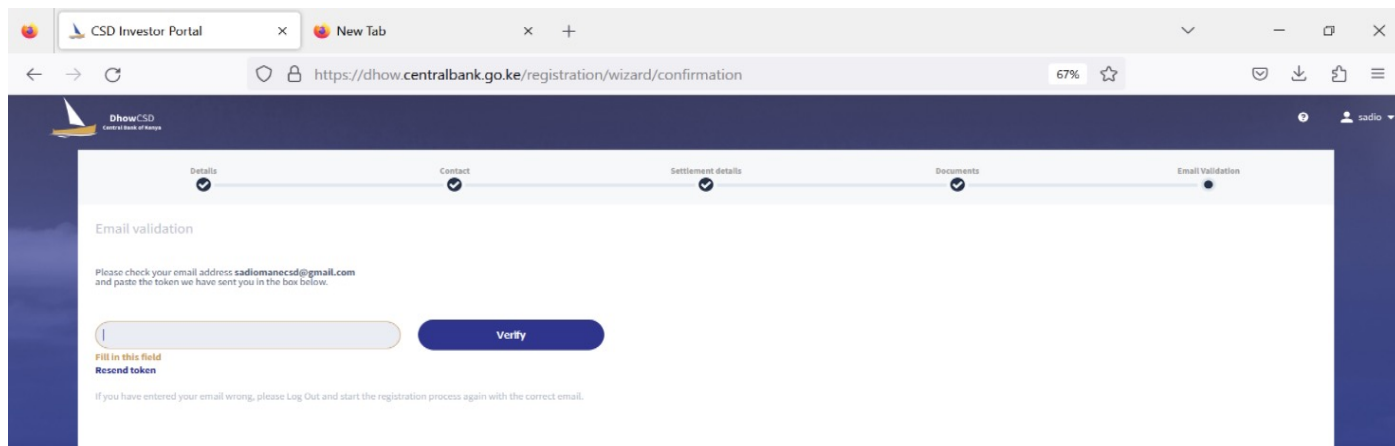 CSD Investor Portal
New Tab
https://dhow.centralbank.go.ke/registration/wizard/confirmation
67%
DhowCSD
Central Bank of Kenya
sadio
Details
Contact
Settlement details
Documents
Email Validation
Email validation
Please check your email address sadiomanecsd@gmail.com
and paste the token we have sent you in the box below.
Verify
Fill in this field
Resend token
If you have entered your email wrong, please Log Out and start the registration process again with the correct email.